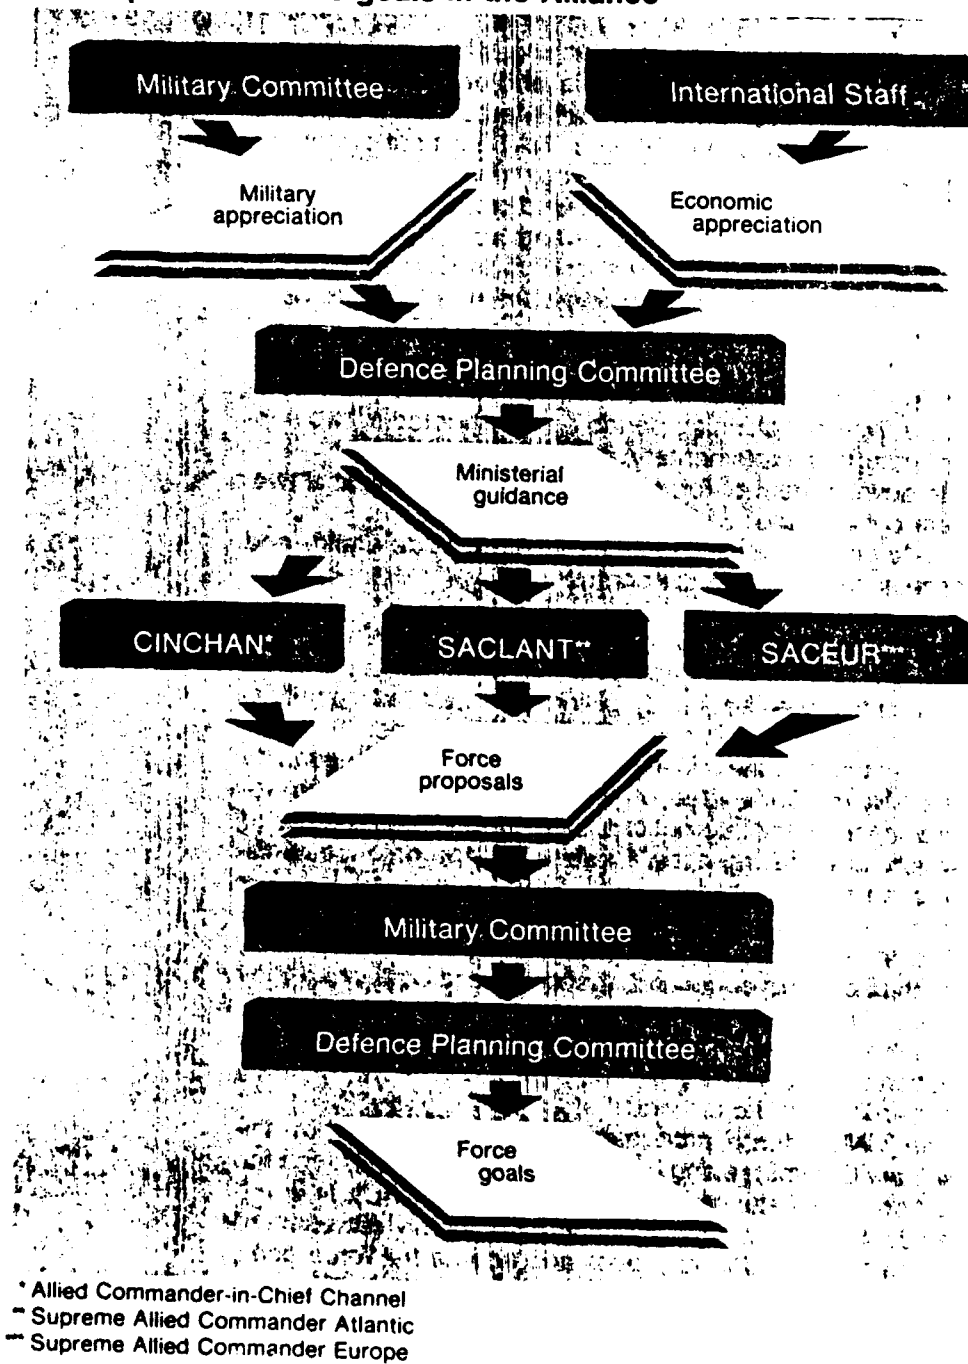 goals in the Alliance
Military Committee
International Staff
Military
appreciation
Economic
appreciation
Defence Planning Committee
Ministerial
guidance
CINCHAN*
SACLANT**
SACEUR***
Force
proposals
Military Committee
Defence Planning Committee
Force
goals
* Allied Commander-in-Chief Channel
** Supreme Allied Commander Atlantic
*** Supreme Allied Commander Europe